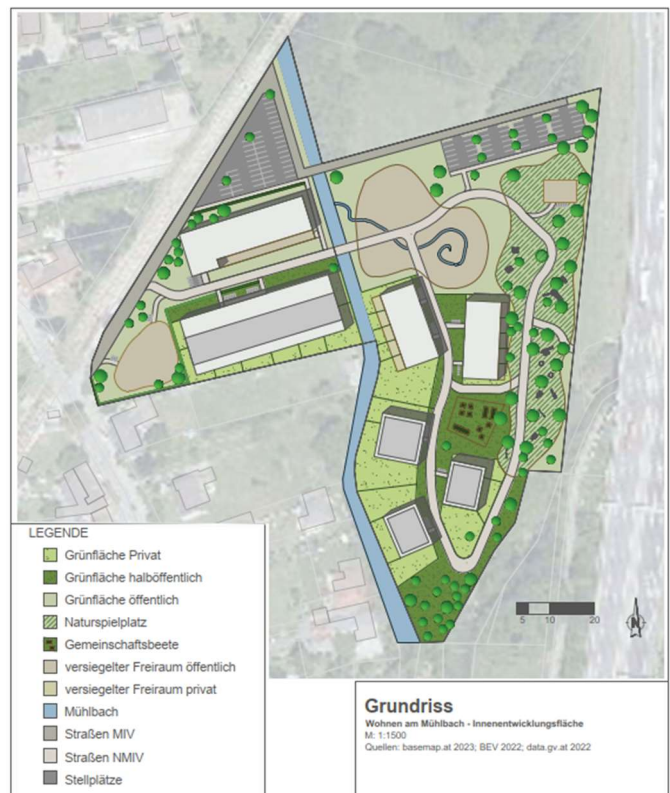 LEGENDE
Grünfläche Privat
Grünfläche halböffentlich
Grünfläche öffentlich
Naturspielplatz
Gemeinschaftsbeete
versiegelter Freiraum öffentlich
versiegelter Freiraum privat
Mühlbach
Straßen MIV
Straßen NMIV
Stellplätze
5 10 20
N
Grundriss
Wohnen am Mühlbach - Innenentwicklungsfläche
M: 1:1500
Quellen: basemap.at 2023; BEV 2022; data.gv.at 2022